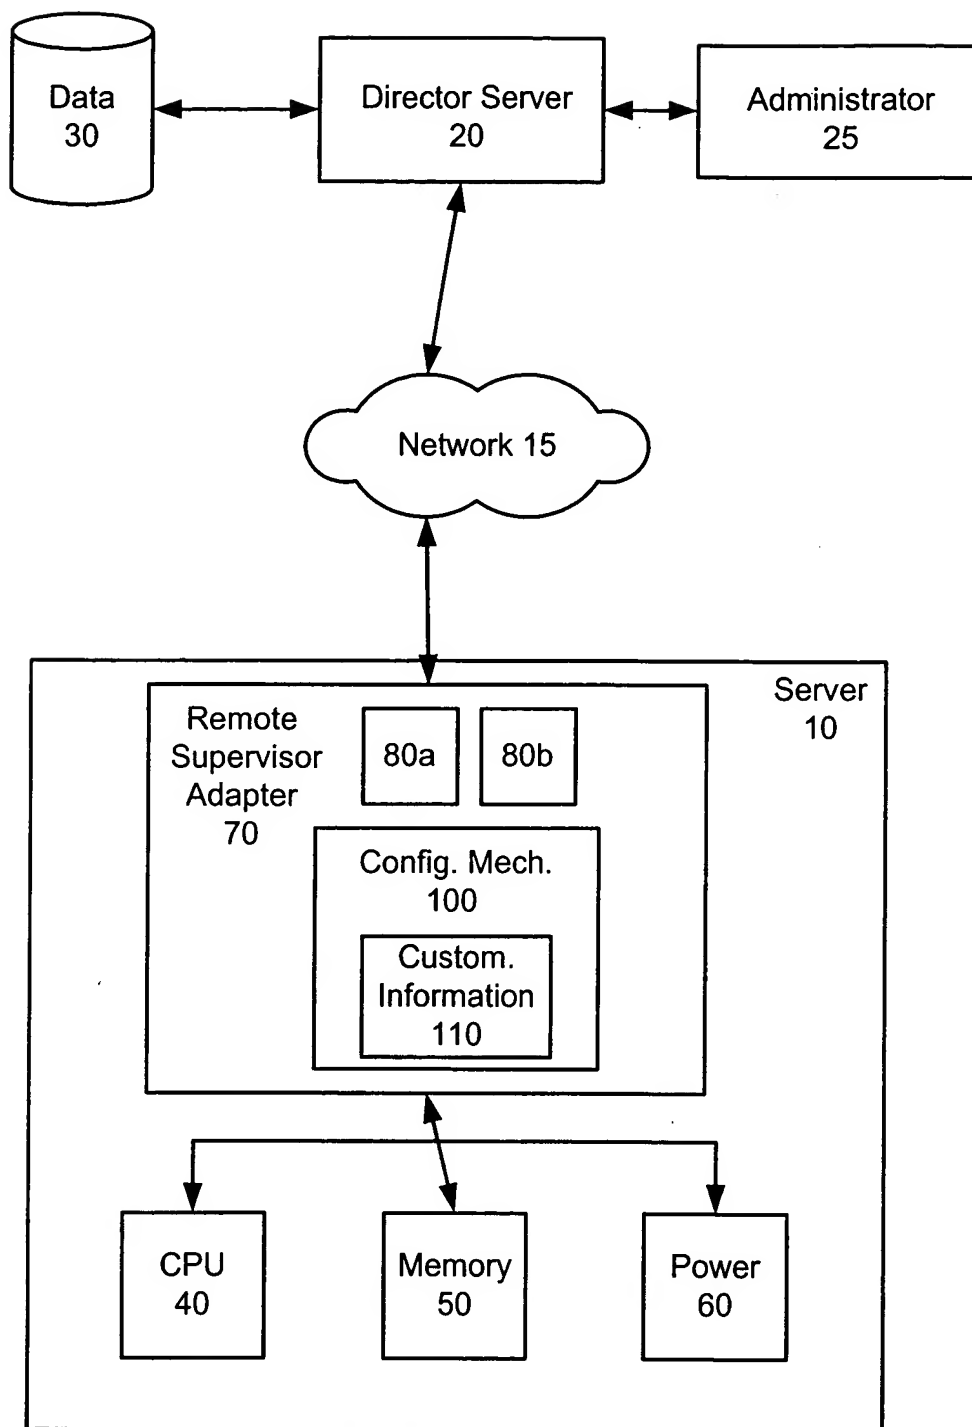 Data
30
Director Server
20
Administrator
25
Network 15
Server
10
Remote
Supervisor
Adapter
70
80a
80b
Config. Mech.
100
Custom.
Information
110
CPU
40
Memory
50
Power
60